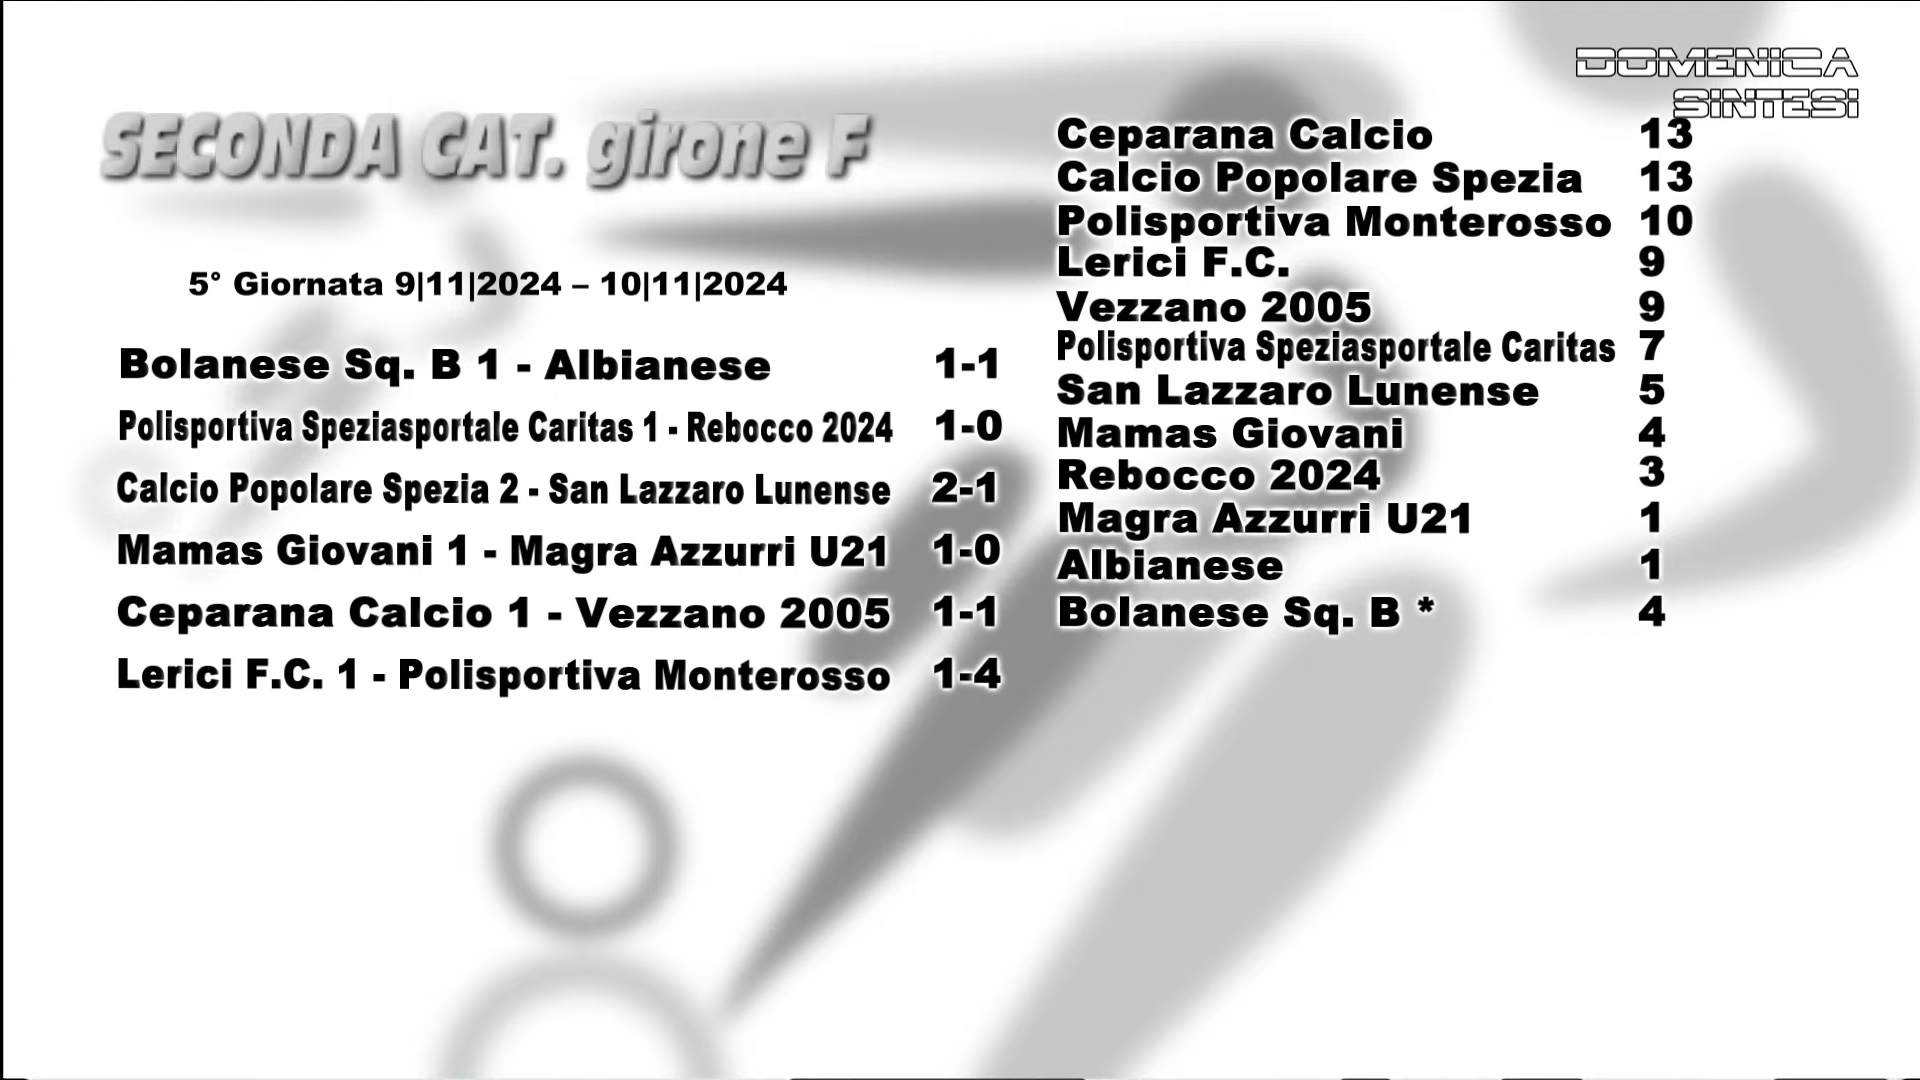 DOMENICA
SINTESI
SECONDA CAT. girone F
5° Giornata 9|11|2024 – 10|11|2024
Bolanese Sq. B 1 - Albianese 1-1
Polisportiva Speziasportale Caritas 1 - Rebocco 2024 1-0
Calcio Popolare Spezia 2 - San Lazzaro Lunense 2-1
Mamas Giovani 1 - Magra Azzurri U21 1-0
Ceparana Calcio 1 - Vezzano 2005 1-1
Lerici F.C. 1 - Polisportiva Monterosso 1-4
Ceparana Calcio 13
Calcio Popolare Spezia 13
Polisportiva Monterosso 10
Lerici F.C. 9
Vezzano 2005 9
Polisportiva Speziasportale Caritas 7
San Lazzaro Lunense 5
Mamas Giovani 4
Rebocco 2024 3
Magra Azzurri U21 1
Albianese 1
Bolanese Sq. B * 4